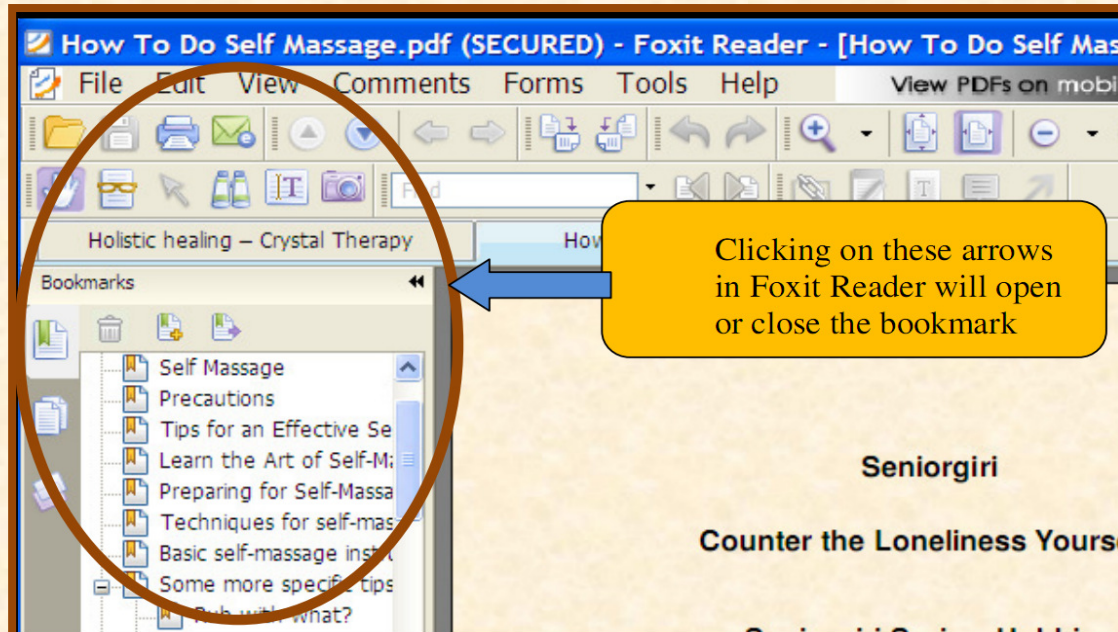 How To Do Self Massage.pdf (SECURED) - Foxit Reader - [How To Do Self Mas
File Edit View Comments Forms Tools Help View PDFs on mobi
Find
Holistic healing – Crystal Therapy How
Clicking on these arrows
in Foxit Reader will open
or close the bookmark
Bookmarks
Self Massage
Precautions
Tips for an Effective Se
Learn the Art of Self-Ma
Preparing for Self-Massa
Techniques for self-mas
Basic self-massage inst
Some more specific tips
Rub with what?
Seniorgiri
Counter the Loneliness Yours